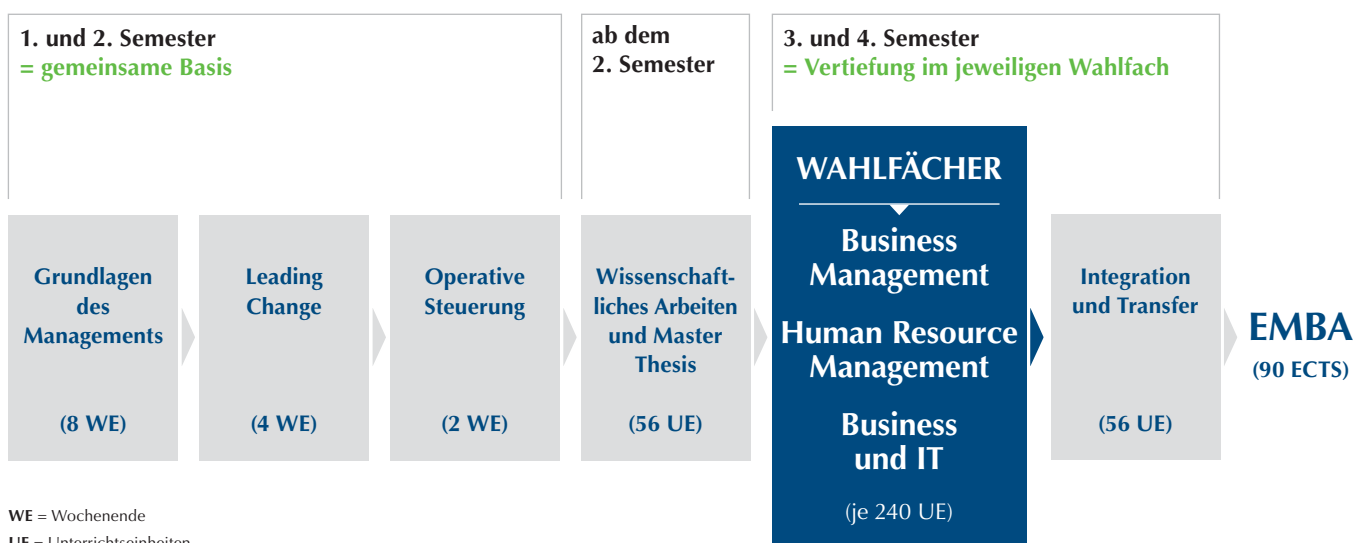 1. und 2. Semester
= gemeinsame Basis
ab dem
2. Semester
3. und 4. Semester
= Vertiefung im jeweiligen Wahlfach
Grundlagen
des
Managements
(8 WE)
Leading
Change
(4 WE)
Operative
Steuerung
(2 WE)
Wissenschaft-
liches Arbeiten
und Master
Thesis
(56 UE)
WAHLFÄCHER
Business
Management
Human Resource
Management
Business
und IT
(je 240 UE)
Integration
und Transfer
(56 UE)
EMBA
(90 ECTS)
WE = Wochenende
UE = Unterrichtseinheiten